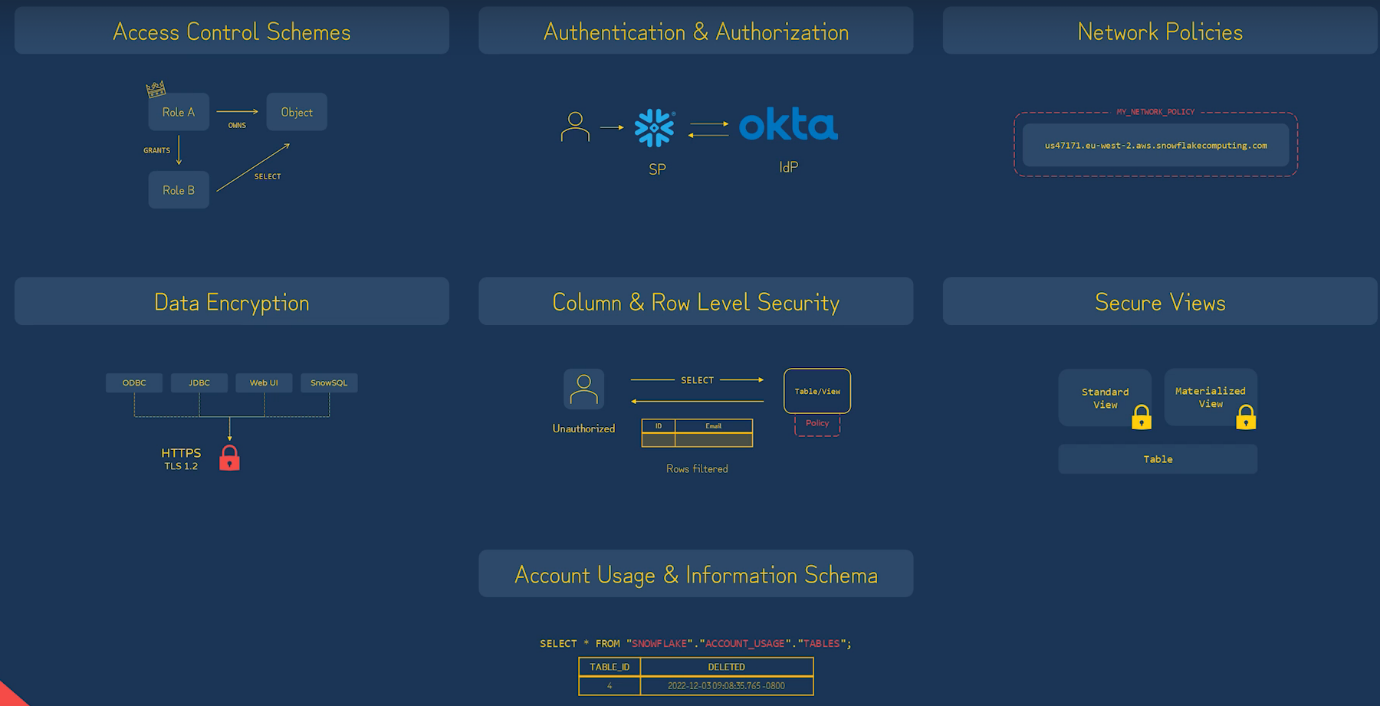 Access Control Schemes
Role A
OWNS
Object
GRANTS
SELECT
Role B
Authentication & Authorization
okta
SP
IdP
Network Policies
MY_NETWORK_POLICY
us47171.eu-west-2.aws.snowflakecomputing.com
Data Encryption
ODBC
JDBC
Web UI
SnowSQL
HTTPS
TLS 1.2
Column & Row Level Security
SELECT
Table/View
Policy
Unauthorized
ID
Email
Rows filtered
Secure Views
Standard
View
Materialized
View
Table
Account Usage & Information Schema
SELECT * FROM "SNOWFLAKE"."ACCOUNT_USAGE"."TABLES";
TABLE_ID
DELETED
4
2022-12-03 09:08:35.765 -0800